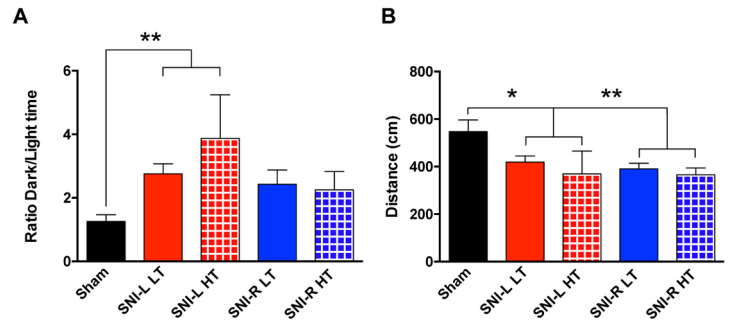 A
**
Ratio Dark/Light time
6
4
2
0
Sham
SNI-L LT
SNI-L HT
SNI-R LT
SNI-R HT
B
*
**
Distance (cm)
800
600
400
200
0
Sham
SNI-L LT
SNI-L HT
SNI-R LT
SNI-R HT